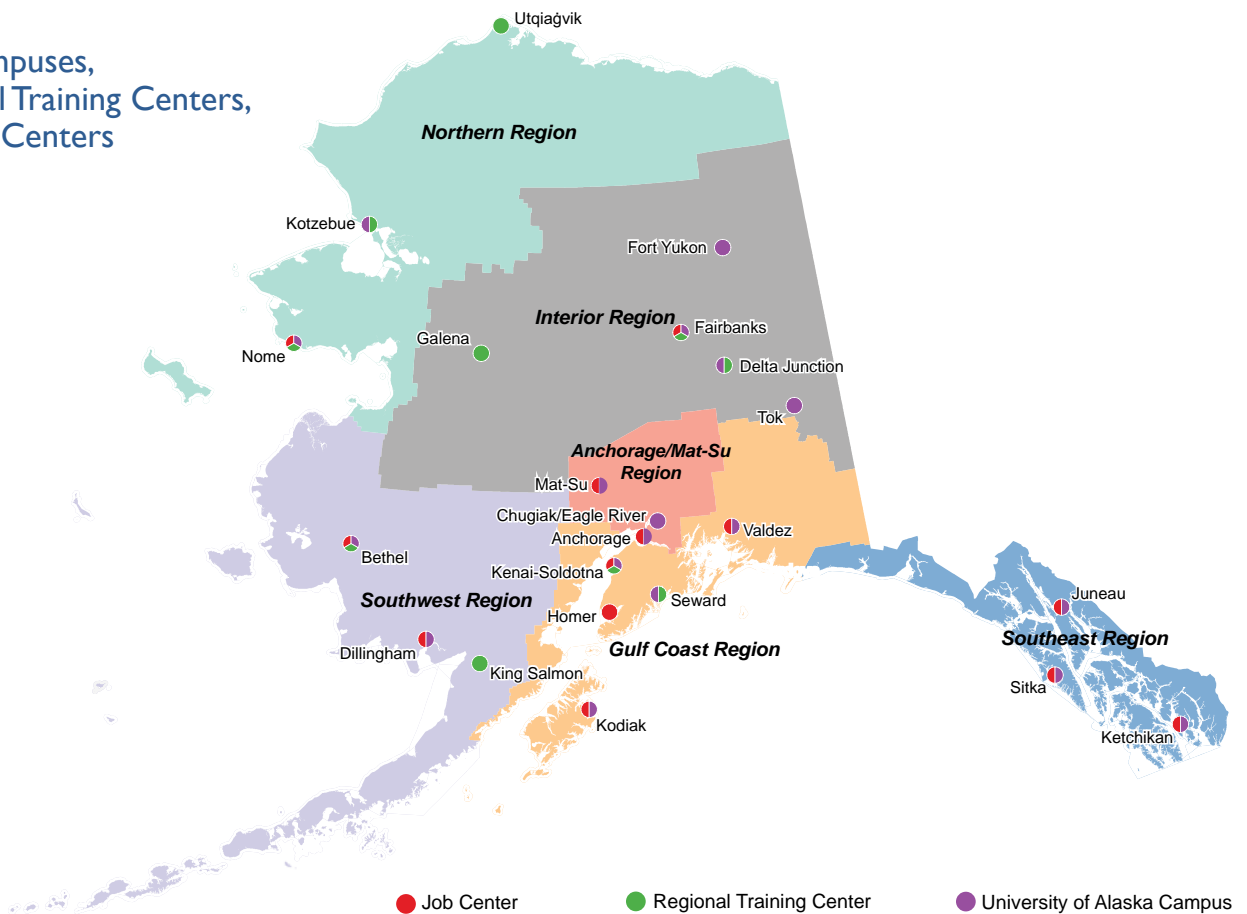 Utqiaġvik
Training Centers,
Centers
Northern Region
Kotzebue
Fort Yukon
Interior Region
Fairbanks
Galena
Nome
Delta Junction
Tok
Anchorage/Mat-Su
Region
Mat-Su
Chugiak/Eagle River
Anchorage
Valdez
Bethel
Kenai-Soldotna
Southwest Region
Seward
Homer
Juneau
Dillingham
Gulf Coast Region
Southeast Region
King Salmon
Sitka
Kodiak
Ketchikan
Job Center
Regional Training Center
University of Alaska Campus